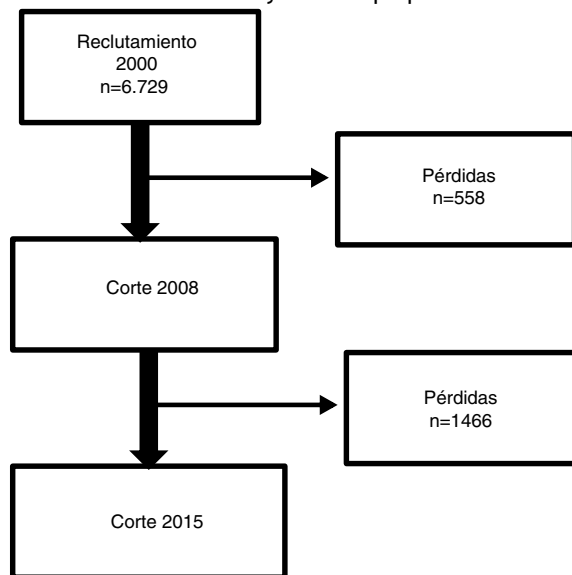 Reclutamiento
2000
n=6.729
Pérdidas
n=558
Corte 2008
Pérdidas
n=1466
Corte 2015